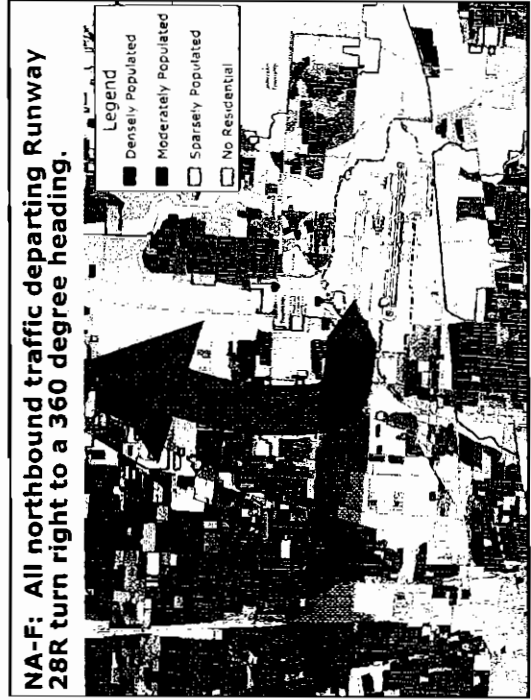 NA-F: All northbound traffic departing Runway
28R turn right to a 360 degree heading.
Legend
Densely Populated
Moderately Populated
Sparsely Populated
No Residential